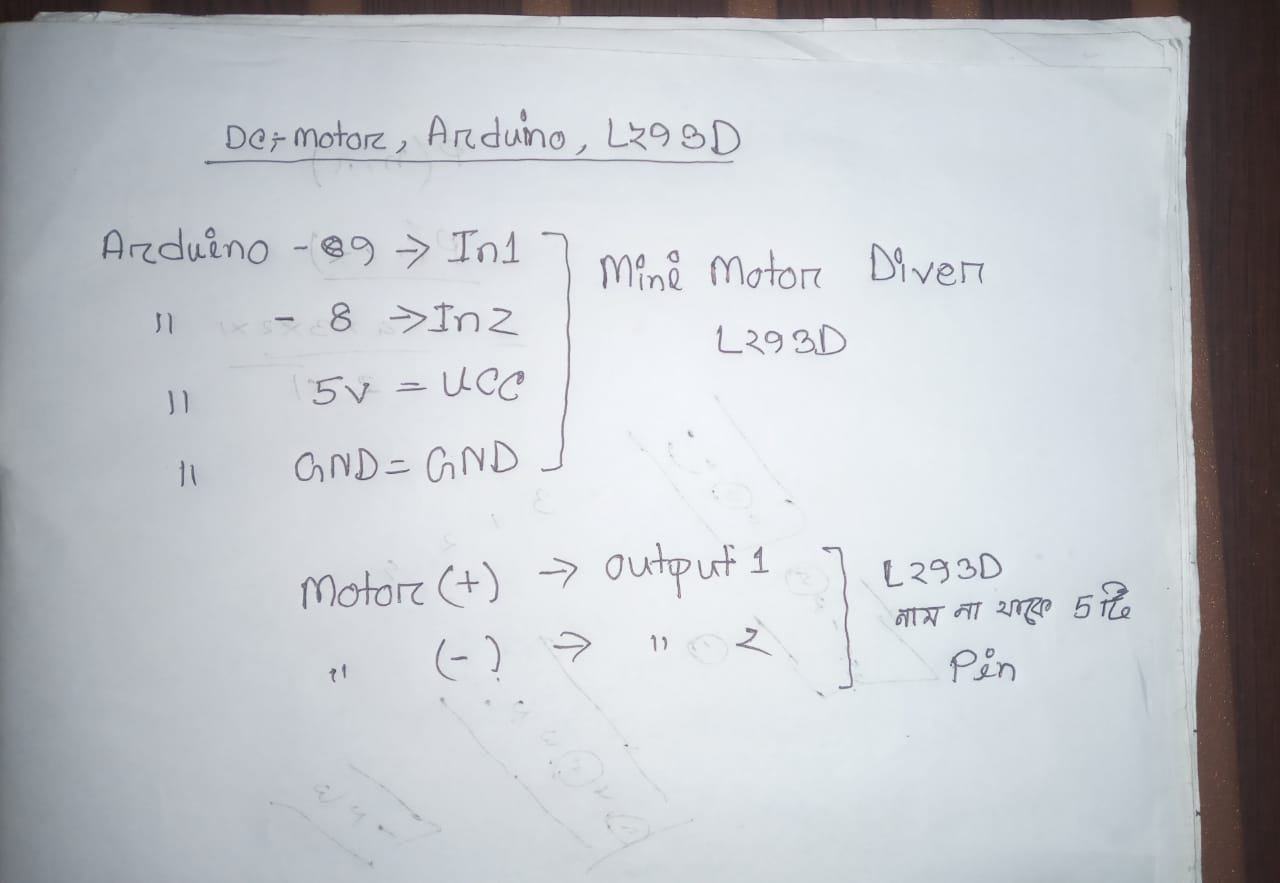 Dc, motor, Arduino, L293D
Arduino - 9 → In1
" - 8 → In2
" 5v = UCC
" GND = GND
Mini Motor Diver
L293D
Motor (+) → output 1
" (-) → " 2
L293D
নাম না থাকে 5 টি
Pin